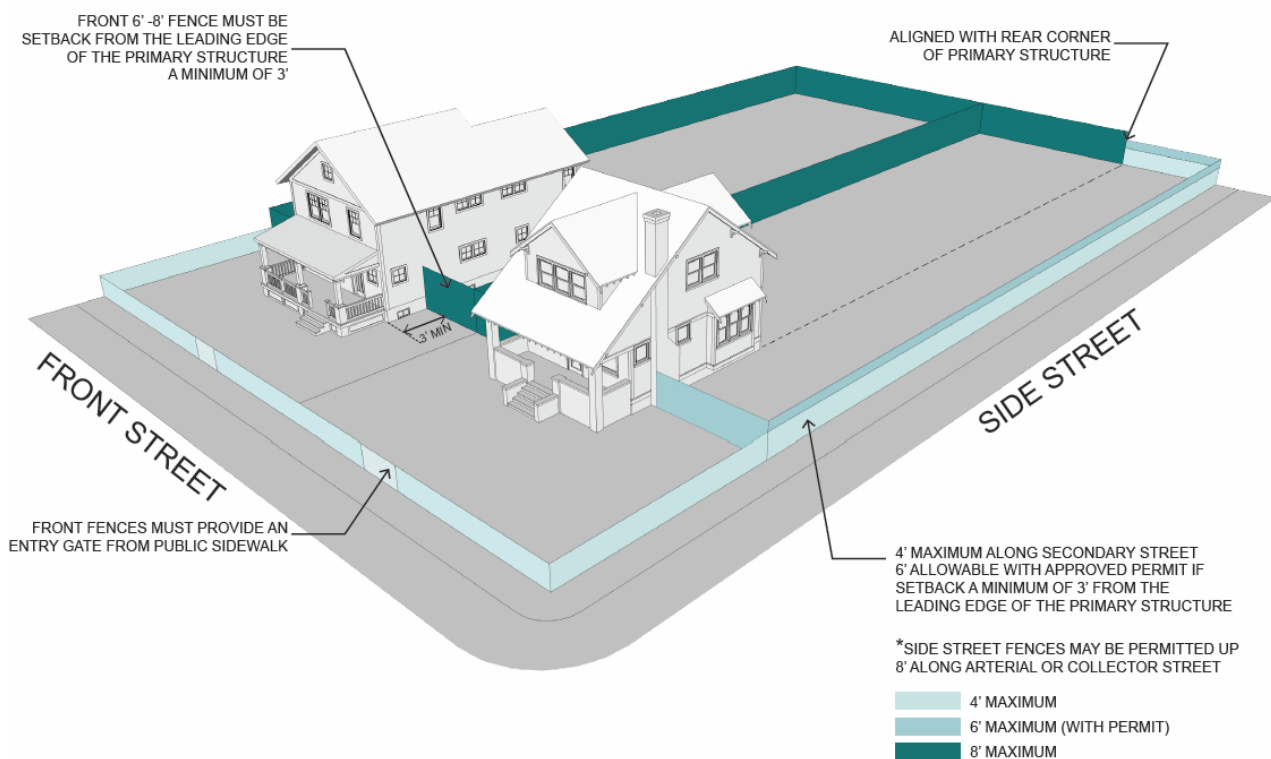 FRONT 6' -8' FENCE MUST BE
SETBACK FROM THE LEADING EDGE
OF THE PRIMARY STRUCTURE
A MINIMUM OF 3'
ALIGNED WITH REAR CORNER
OF PRIMARY STRUCTURE
3' MIN
FRONT STREET
SIDE STREET
FRONT FENCES MUST PROVIDE AN
ENTRY GATE FROM PUBLIC SIDEWALK
4' MAXIMUM ALONG SECONDARY STREET
6' ALLOWABLE WITH APPROVED PERMIT IF
SETBACK A MINIMUM OF 3' FROM THE
LEADING EDGE OF THE PRIMARY STRUCTURE
*SIDE STREET FENCES MAY BE PERMITTED UP
8' ALONG ARTERIAL OR COLLECTOR STREET
4' MAXIMUM
6' MAXIMUM (WITH PERMIT)
8' MAXIMUM